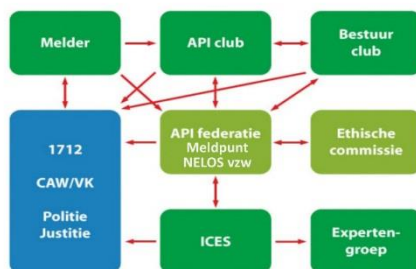 Melder
API club
Bestuur
club
1712
CAW/VK
Politie
Justitie
API federatie
Meldpunt
NELOS vzw
Ethische
commissie
ICES
Experten-
groep